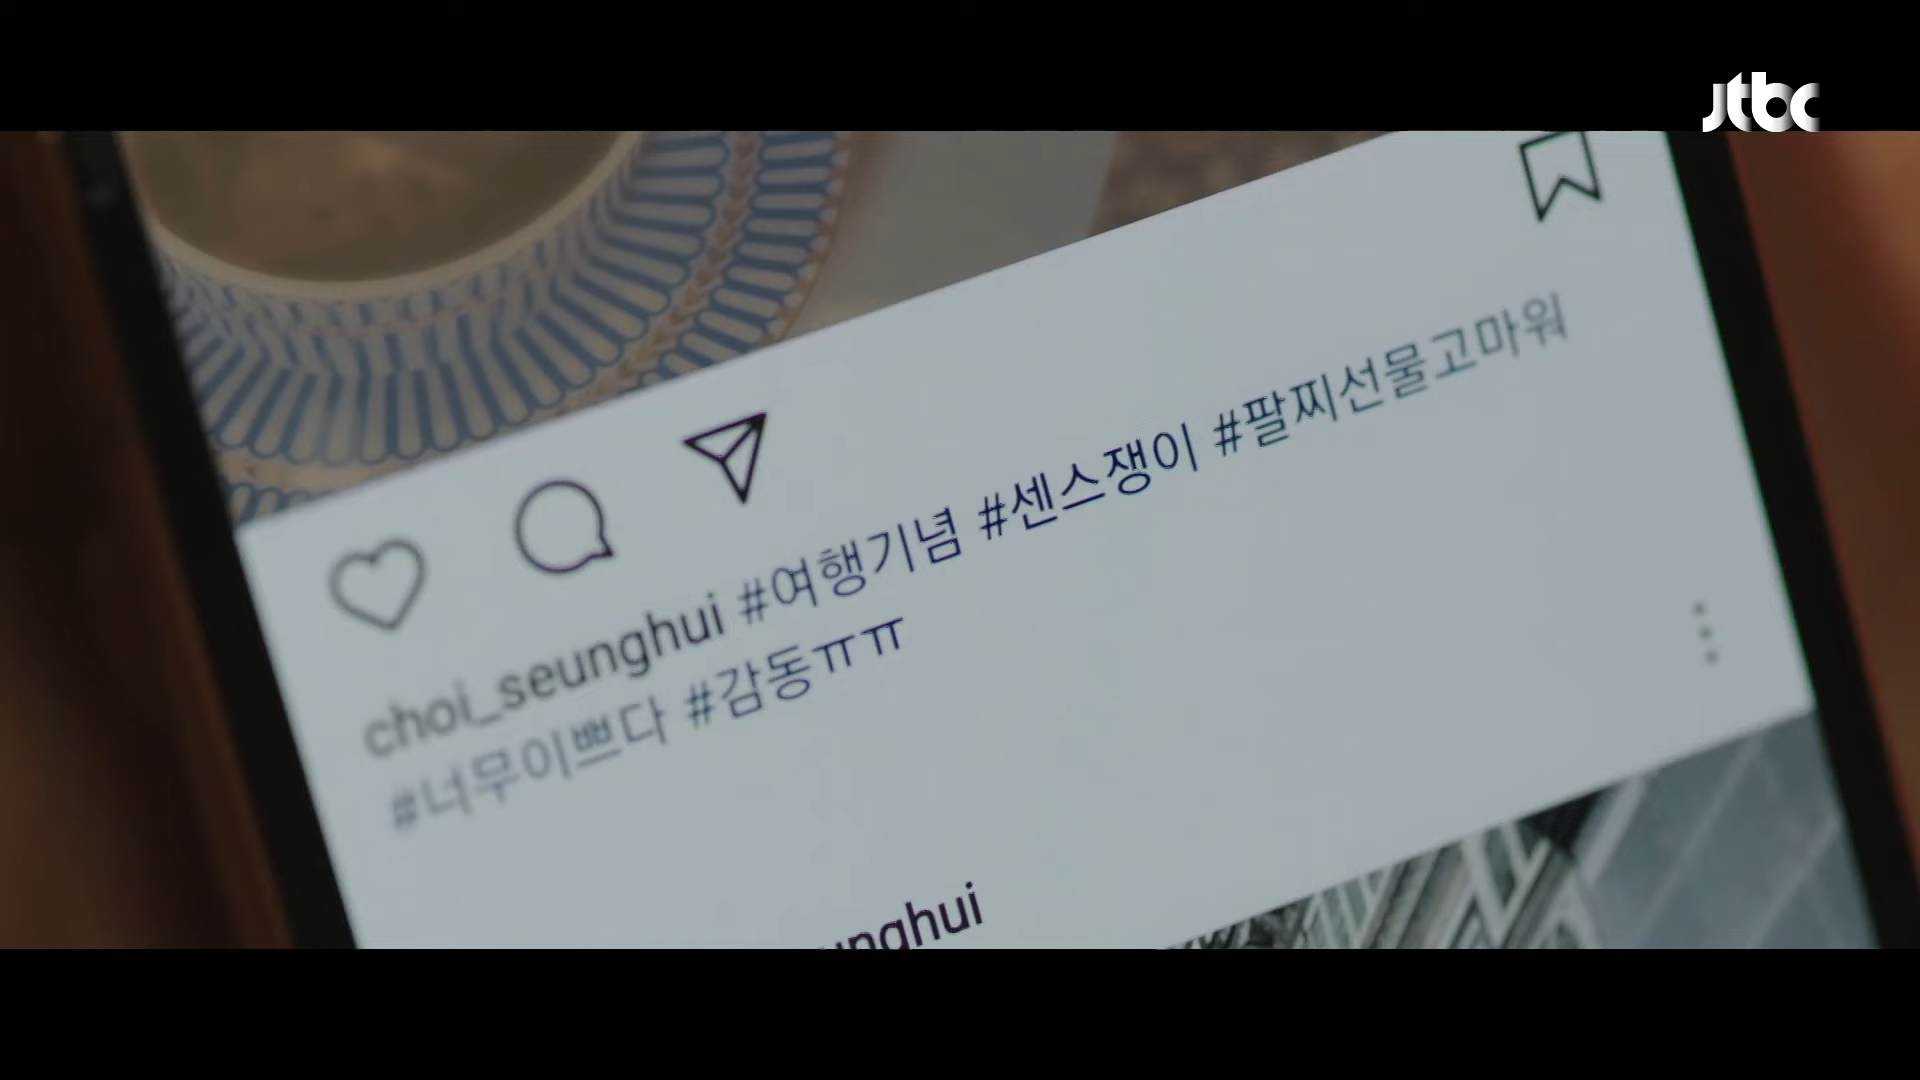 jtbc
choi_seunghui #여행기념 #센스쟁이 #팔찌선물고마워
#너무이쁘다 #감동ㅠㅠ
unghui